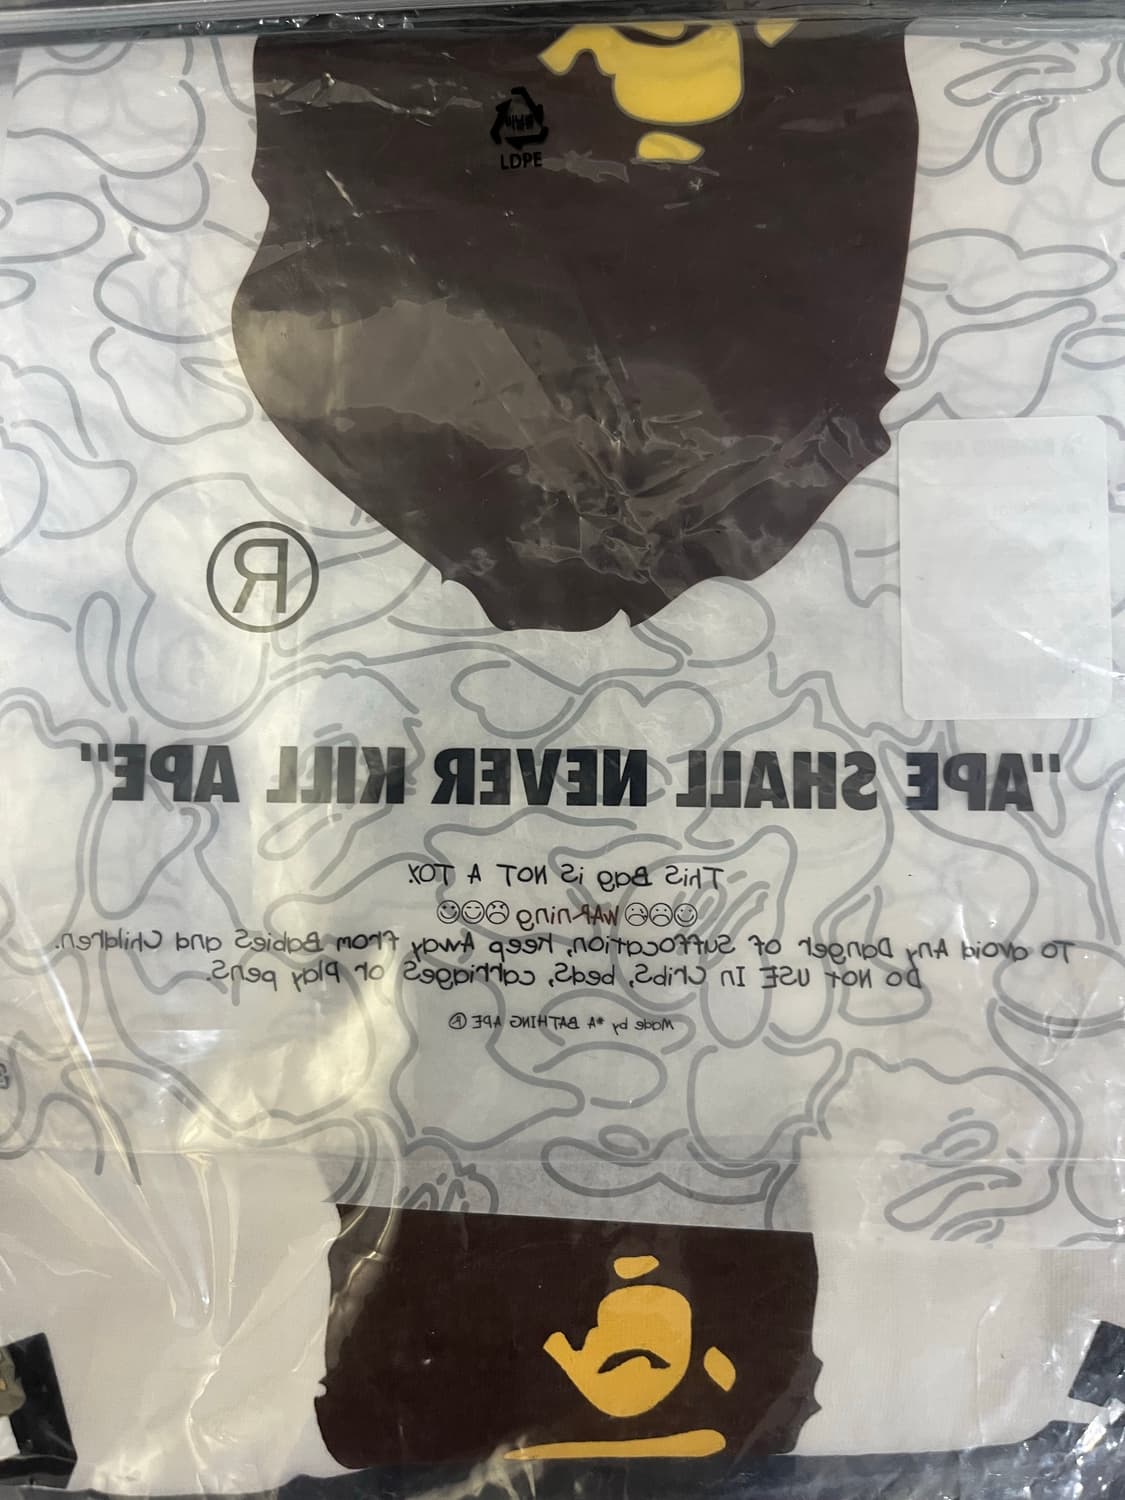 LDPE
®
"APE SHALL NEVER KILL APE"
This Bag is NOT A TOY.
WARning
To avoid Any Danger of Suffocation, Keep Away from Babies and Children.
Do Not USE In Cribs, beds, carriages or Play pens.
Made by *A BATHING APE ®